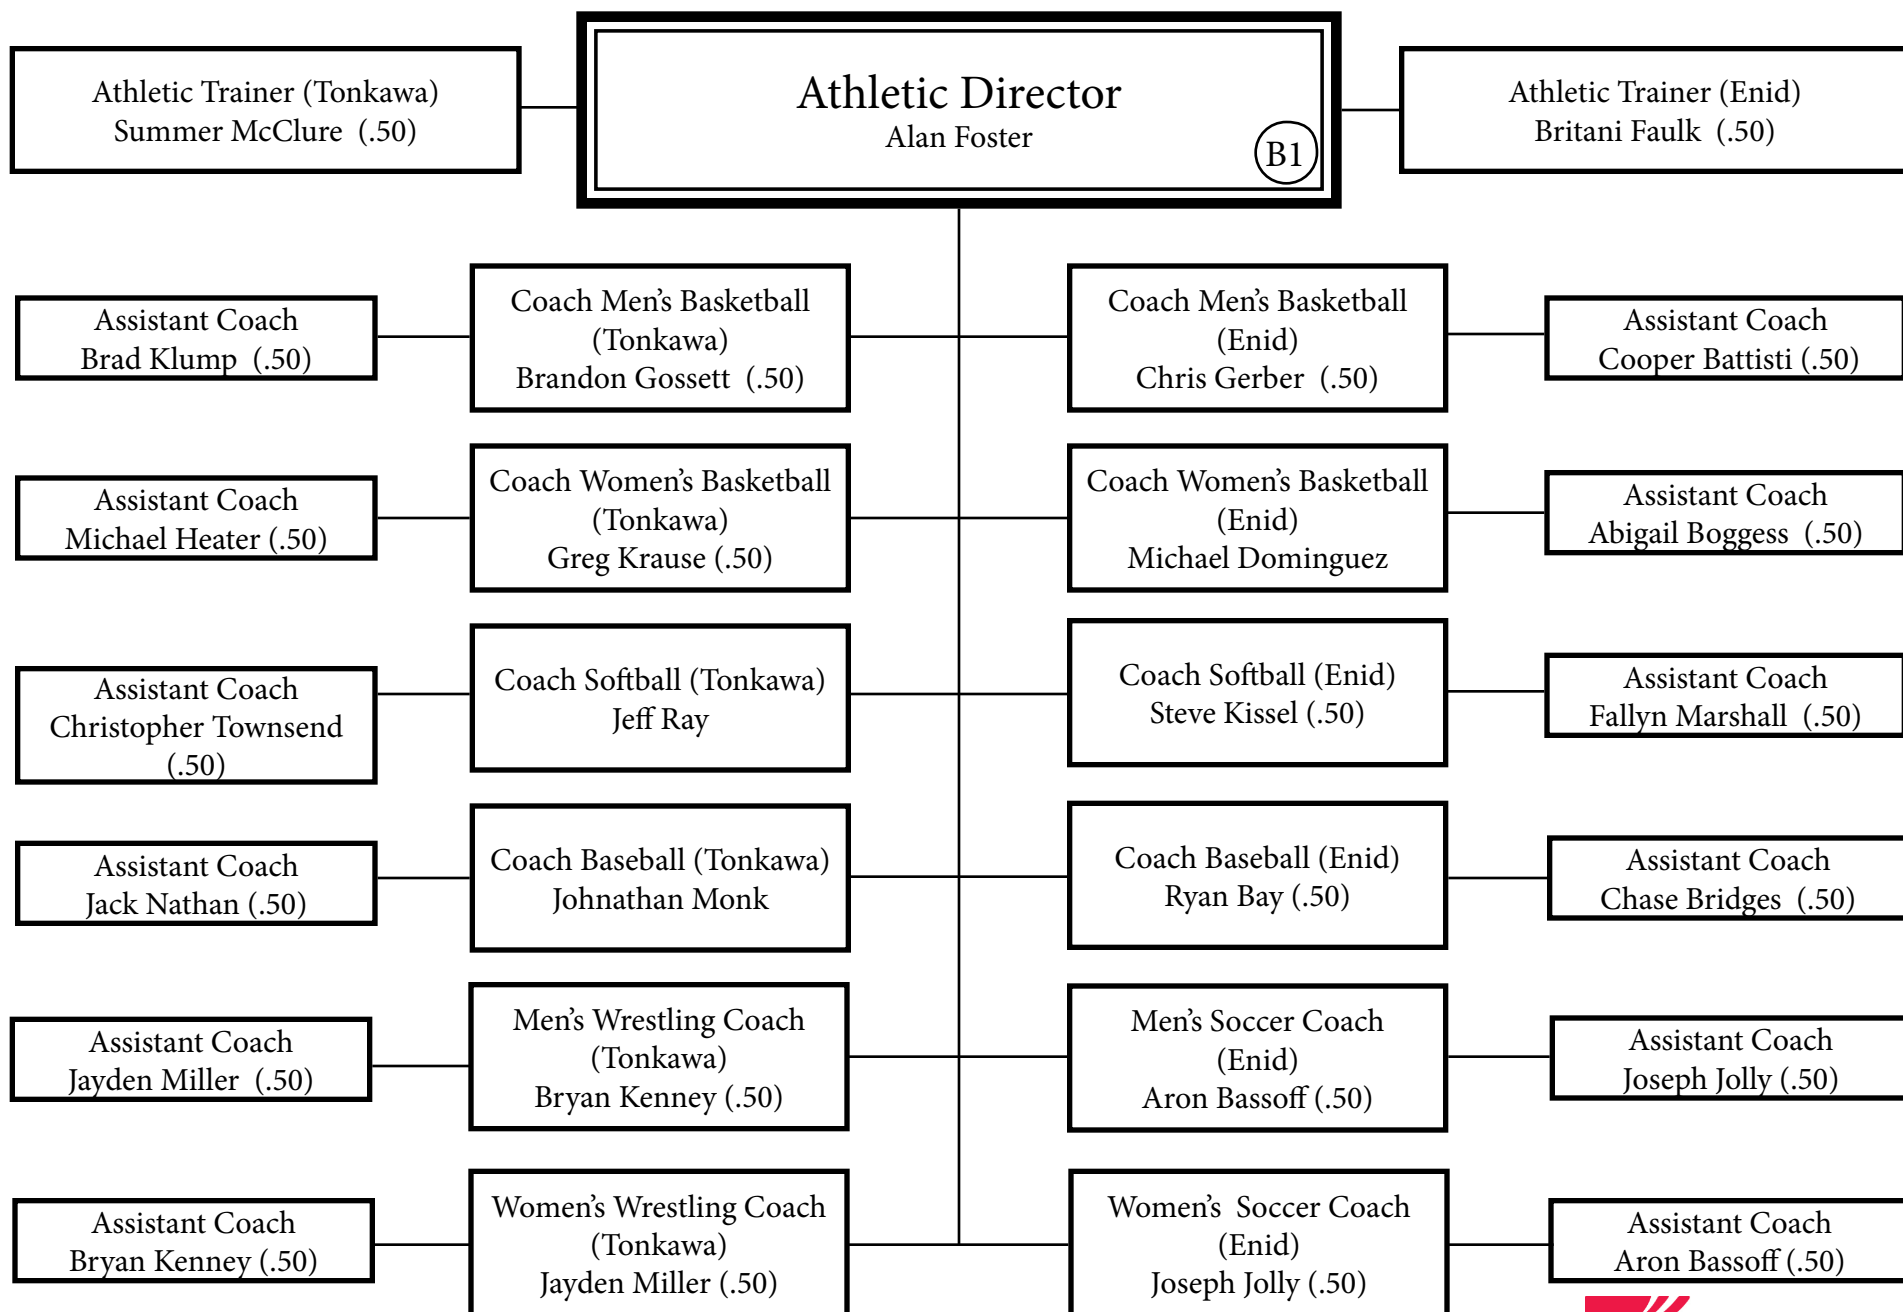 Athletic Trainer (Tonkawa)
Summer McClure (.50)
Athletic Director
Alan Foster
B1
Athletic Trainer (Enid)
Britani Faulk (.50)
Assistant Coach
Brad Klump (.50)
Coach Men's Basketball
(Tonkawa)
Brandon Gossett (.50)
Coach Men's Basketball
(Enid)
Chris Gerber (.50)
Assistant Coach
Cooper Battisti (.50)
Assistant Coach
Michael Heater (.50)
Coach Women's Basketball
(Tonkawa)
Greg Krause (.50)
Coach Women's Basketball
(Enid)
Michael Dominguez
Assistant Coach
Abigail Boggess (.50)
Assistant Coach
Christopher Townsend
(.50)
Coach Softball (Tonkawa)
Jeff Ray
Coach Softball (Enid)
Steve Kissel (.50)
Assistant Coach
Fallyn Marshall (.50)
Assistant Coach
Jack Nathan (.50)
Coach Baseball (Tonkawa)
Johnathan Monk
Coach Baseball (Enid)
Ryan Bay (.50)
Assistant Coach
Chase Bridges (.50)
Assistant Coach
Jayden Miller (.50)
Men's Wrestling Coach
(Tonkawa)
Bryan Kenney (.50)
Men's Soccer Coach
(Enid)
Aron Bassoff (.50)
Assistant Coach
Joseph Jolly (.50)
Assistant Coach
Bryan Kenney (.50)
Women's Wrestling Coach
(Tonkawa)
Jayden Miller (.50)
Women's Soccer Coach
(Enid)
Joseph Jolly (.50)
Assistant Coach
Aron Bassoff (.50)